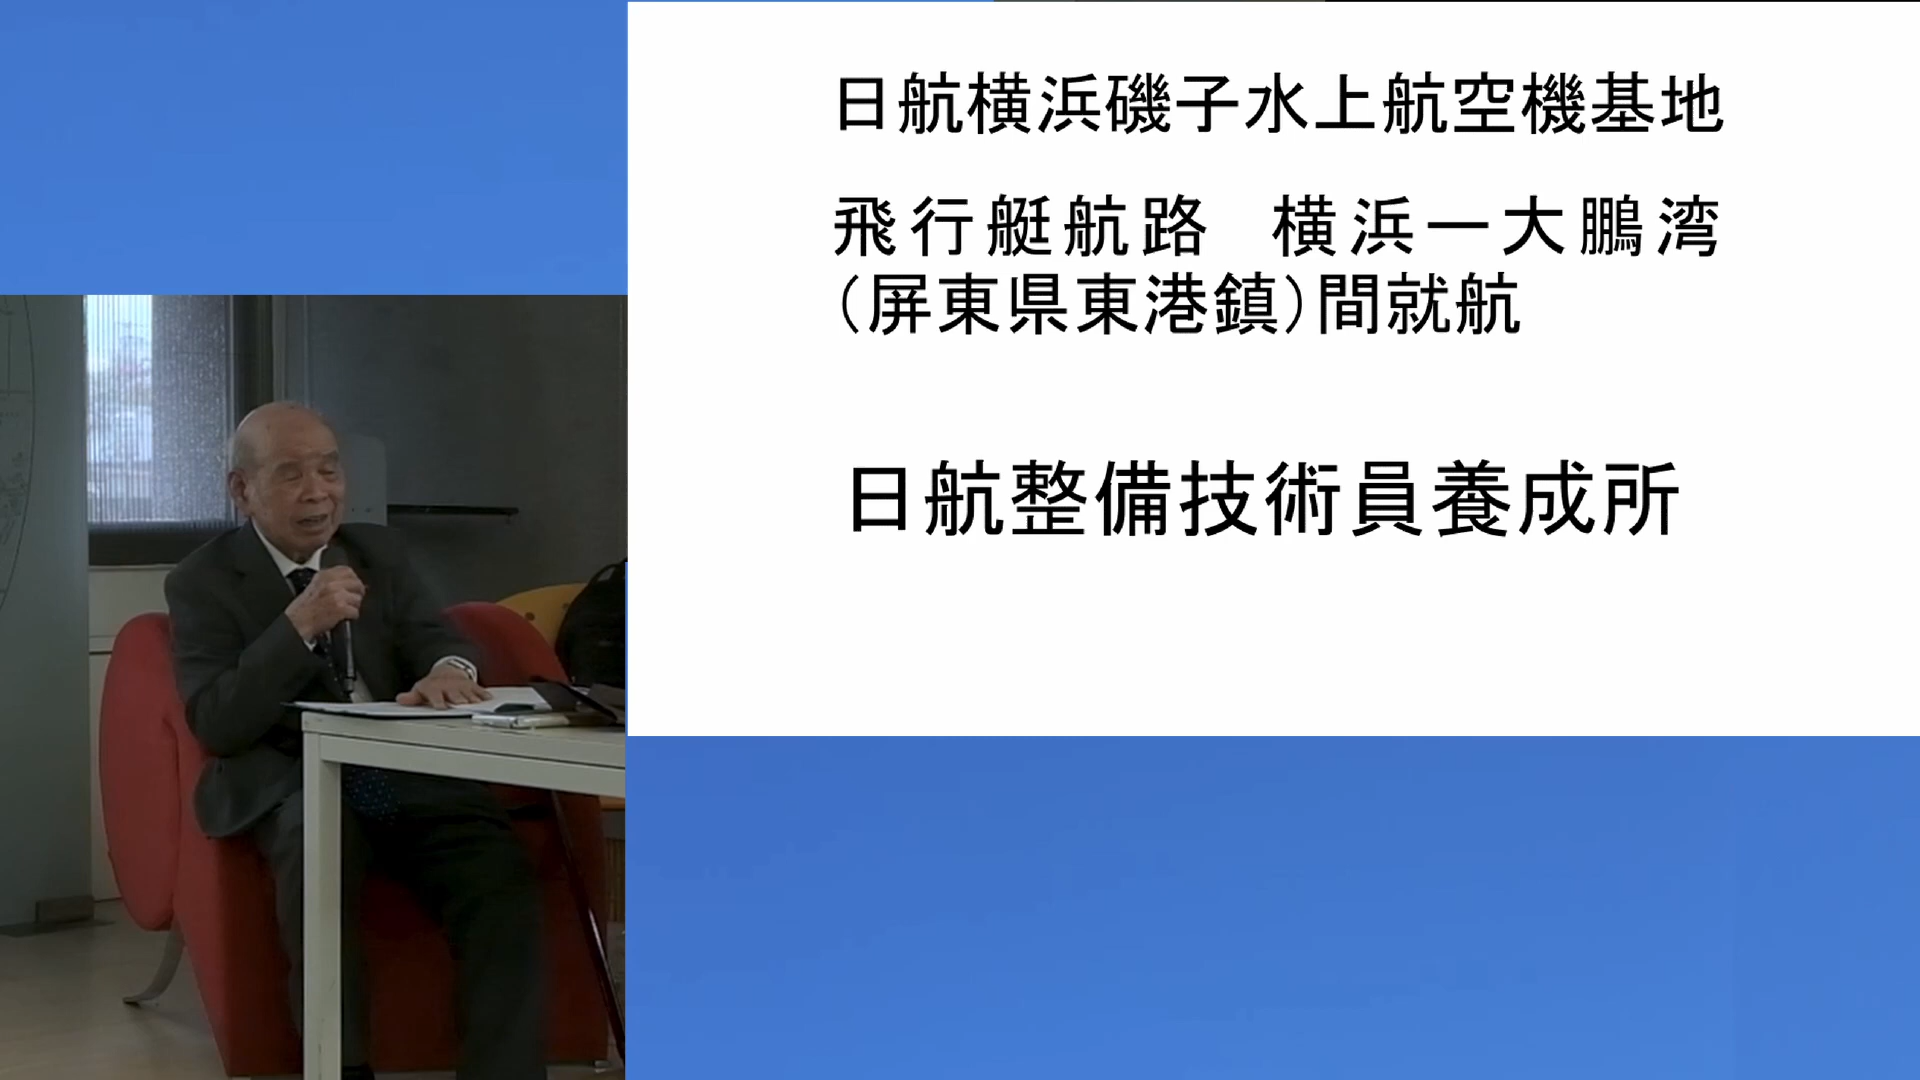 日航横浜磯子水上航空機基地
飛行艇航路　横浜一大鵬湾
(屏東県東港鎮)間就航
日航整備技術員養成所